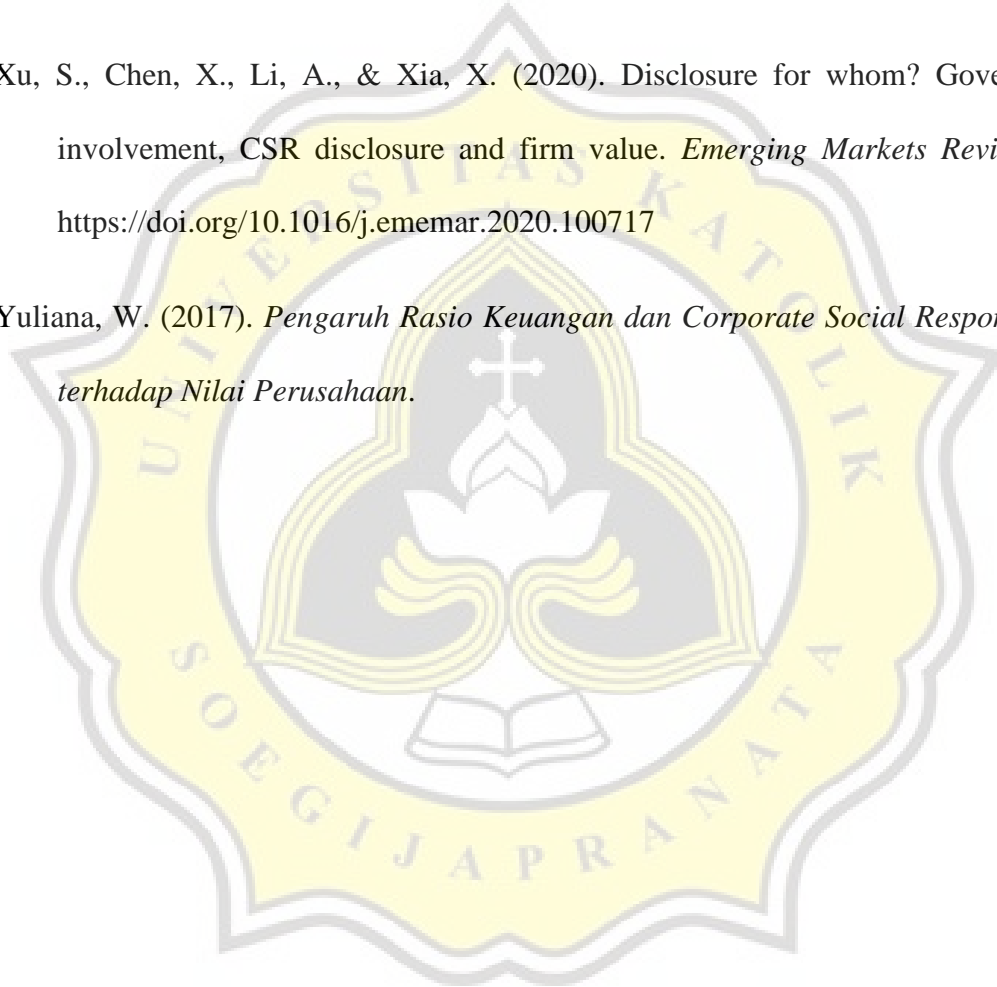 Xu, S., Chen, X., Li, A., & Xia, X. (2020). Disclosure for whom? Gove
involvement, CSR disclosure and firm value. Emerging Markets Revi
https://doi.org/10.1016/j.ememar.2020.100717
Yuliana, W. (2017). Pengaruh Rasio Keuangan dan Corporate Social Respon
terhadap Nilai Perusahaan.
UNIVERSITAS KATOLIK
SOEGIJAPRANATA